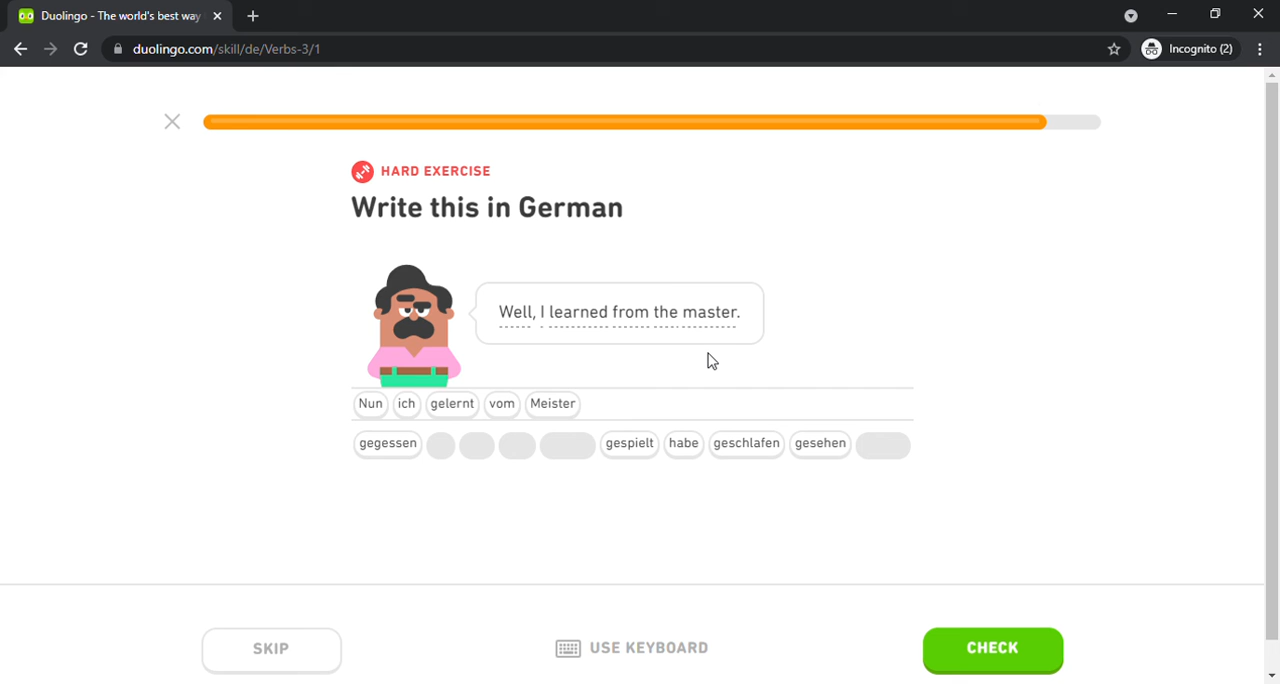 Duolingo - The world's best way
duolingo.com/skill/de/Verbs-3/1
Incognito (2)
HARD EXERCISE
Write this in German
Well, I learned from the master.
Nun ich gelernt vom Meister
gegessen gespielt habe geschlafen gesehen
SKIP USE KEYBOARD CHECK